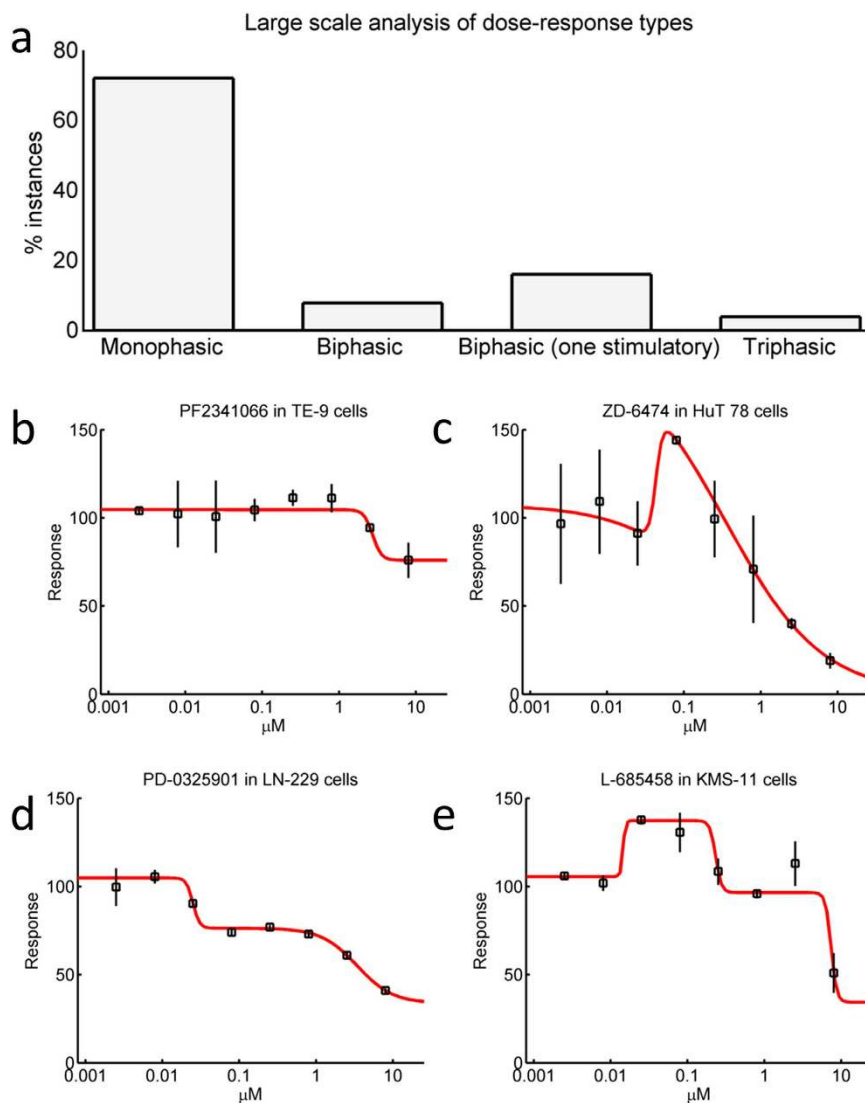 a
Large scale analysis of dose-response types
80
60
40
20
0
% instances
Monophasic Biphasic Biphasic (one stimulatory) Triphasic
b
PF2341066 in TE-9 cells
150
100
50
0
Response
0.001 0.01 0.1 1 10
μM
c
ZD-6474 in HuT 78 cells
150
100
50
0
Response
0.001 0.01 0.1 1 10
μM
d
PD-0325901 in LN-229 cells
150
100
50
0
Response
0.001 0.01 0.1 1 10
μM
e
L-685458 in KMS-11 cells
150
100
50
0
Response
0.001 0.01 0.1 1 10
μM